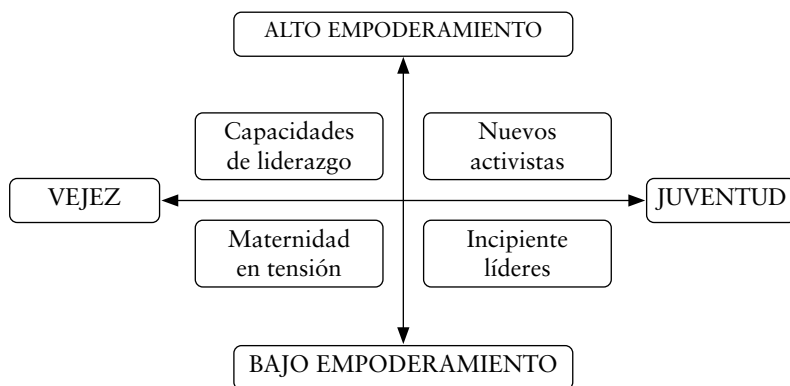 ALTO EMPODERAMIENTO
Capacidades
de liderazgo
Nuevos
activistas
VEJEZ
JUVENTUD
Maternidad
en tensión
Incipiente
líderes
BAJO EMPODERAMIENTO